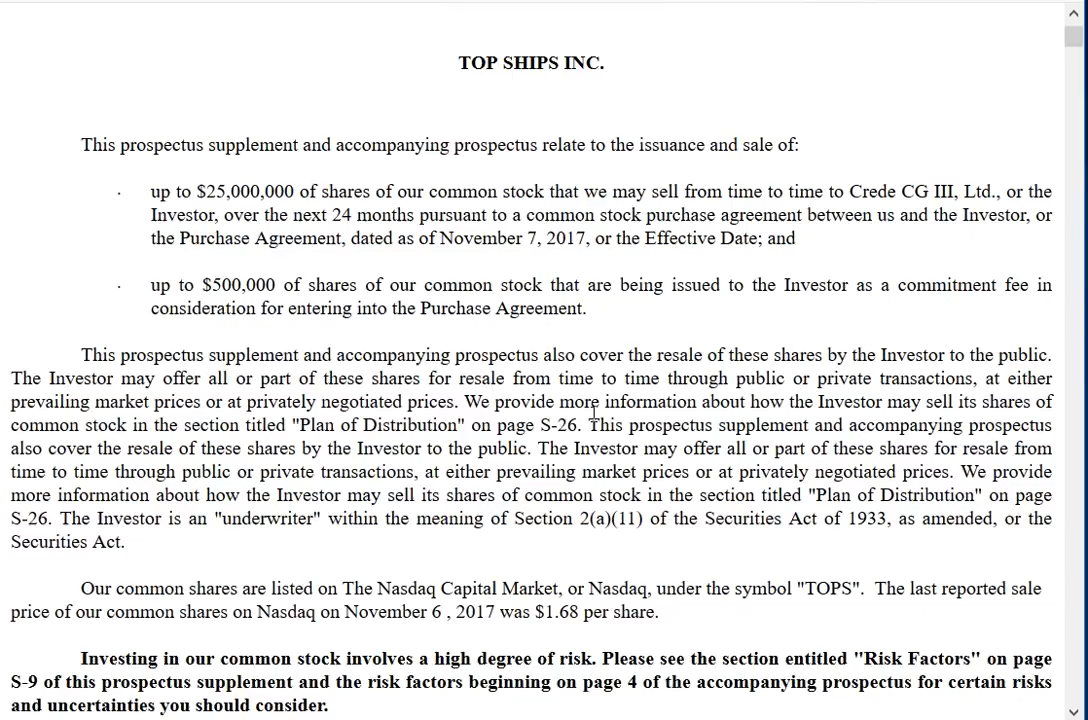 TOP SHIPS INC.
This prospectus supplement and accompanying prospectus relate to the issuance and sale of:
· up to $25,000,000 of shares of our common stock that we may sell from time to time to Crede CG III, Ltd., or the
Investor, over the next 24 months pursuant to a common stock purchase agreement between us and the Investor, or
the Purchase Agreement, dated as of November 7, 2017, or the Effective Date; and
· up to $500,000 of shares of our common stock that are being issued to the Investor as a commitment fee in
consideration for entering into the Purchase Agreement.
This prospectus supplement and accompanying prospectus also cover the resale of these shares by the Investor to the public.
The Investor may offer all or part of these shares for resale from time to time through public or private transactions, at either
prevailing market prices or at privately negotiated prices. We provide more information about how the Investor may sell its shares of
common stock in the section titled "Plan of Distribution" on page S-26. This prospectus supplement and accompanying prospectus
also cover the resale of these shares by the Investor to the public. The Investor may offer all or part of these shares for resale from
time to time through public or private transactions, at either prevailing market prices or at privately negotiated prices. We provide
more information about how the Investor may sell its shares of common stock in the section titled "Plan of Distribution" on page
S-26. The Investor is an "underwriter" within the meaning of Section 2(a)(11) of the Securities Act of 1933, as amended, or the
Securities Act.
Our common shares are listed on The Nasdaq Capital Market, or Nasdaq, under the symbol "TOPS".  The last reported sale
price of our common shares on Nasdaq on November 6 , 2017 was $1.68 per share.
Investing in our common stock involves a high degree of risk. Please see the section entitled "Risk Factors" on page
S-9 of this prospectus supplement and the risk factors beginning on page 4 of the accompanying prospectus for certain risks
and uncertainties you should consider.